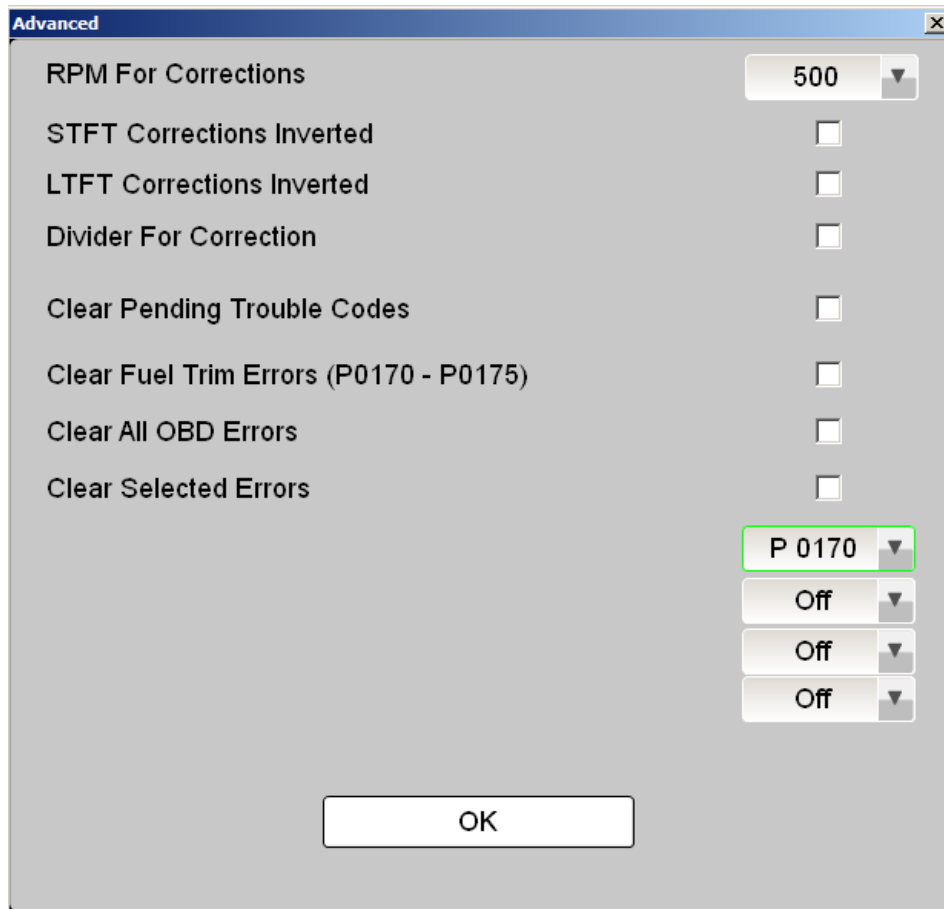 Advanced
RPM For Corrections 500
STFT Corrections Inverted
LTFT Corrections Inverted
Divider For Correction
Clear Pending Trouble Codes
Clear Fuel Trim Errors (P0170 - P0175)
Clear All OBD Errors
Clear Selected Errors
P 0170
Off
Off
Off
OK